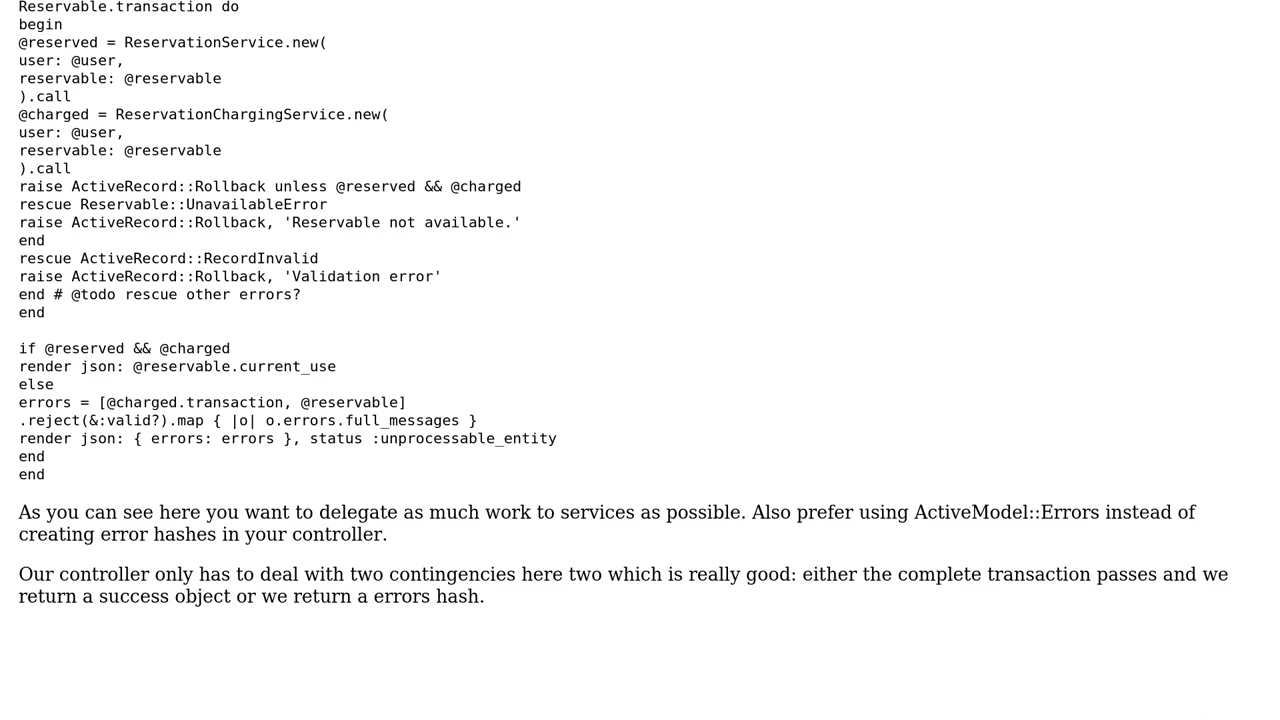 Reservable.transaction do
begin
@reserved = ReservationService.new(
user: @user,
reservable: @reservable
).call
@charged = ReservationChargingService.new(
user: @user,
reservable: @reservable
).call
raise ActiveRecord::Rollback unless @reserved && @charged
rescue Reservable::UnavailableError
raise ActiveRecord::Rollback, 'Reservable not available.'
end
rescue ActiveRecord::RecordInvalid
raise ActiveRecord::Rollback, 'Validation error'
end # @todo rescue other errors?
end

if @reserved && @charged
render json: @reservable.current_use
else
errors = [@charged.transaction, @reservable]
.reject(&:valid?).map { |o| o.errors.full_messages }
render json: { errors: errors }, status :unprocessable_entity
end
end

As you can see here you want to delegate as much work to services as possible. Also prefer using ActiveModel::Errors instead of
creating error hashes in your controller.

Our controller only has to deal with two contingencies here two which is really good: either the complete transaction passes and we
return a success object or we return a errors hash.